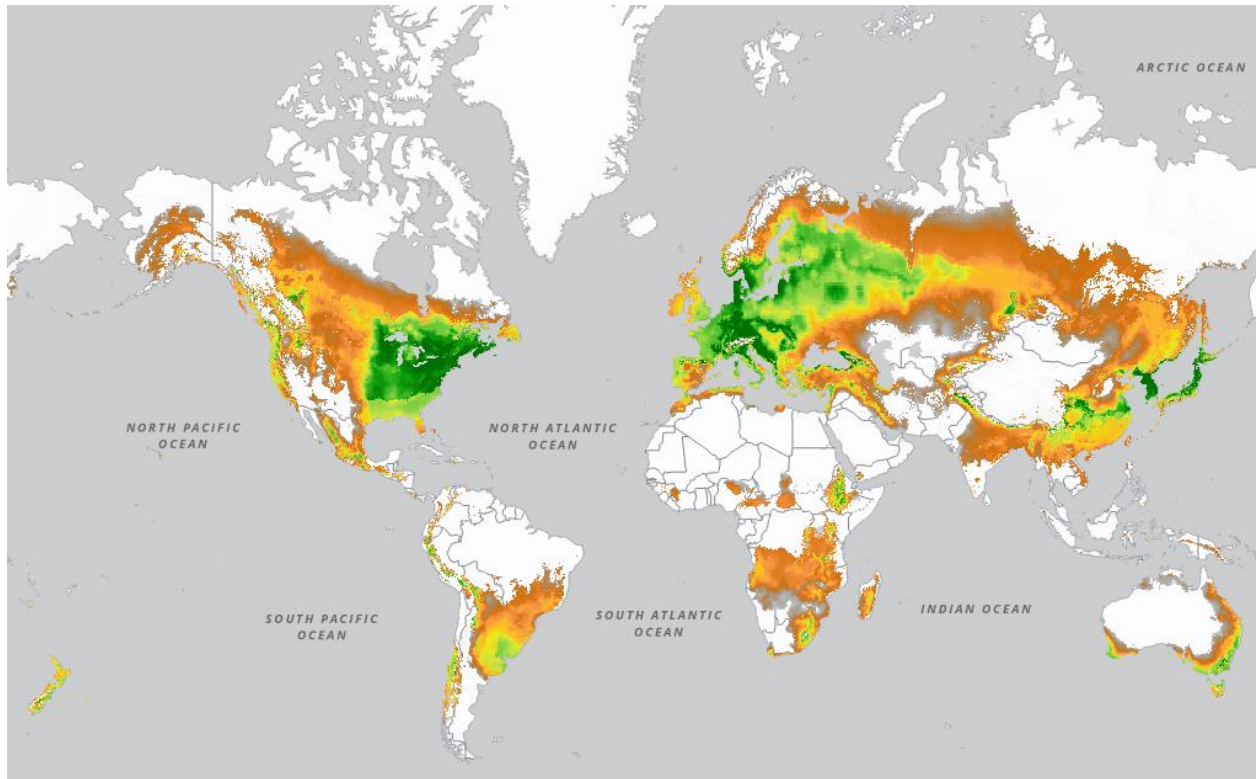 ARCTIC OCEAN
NORTH PACIFIC
OCEAN
NORTH ATLANTIC
OCEAN
SOUTH PACIFIC
OCEAN
SOUTH ATLANTIC
OCEAN
INDIAN OCEAN